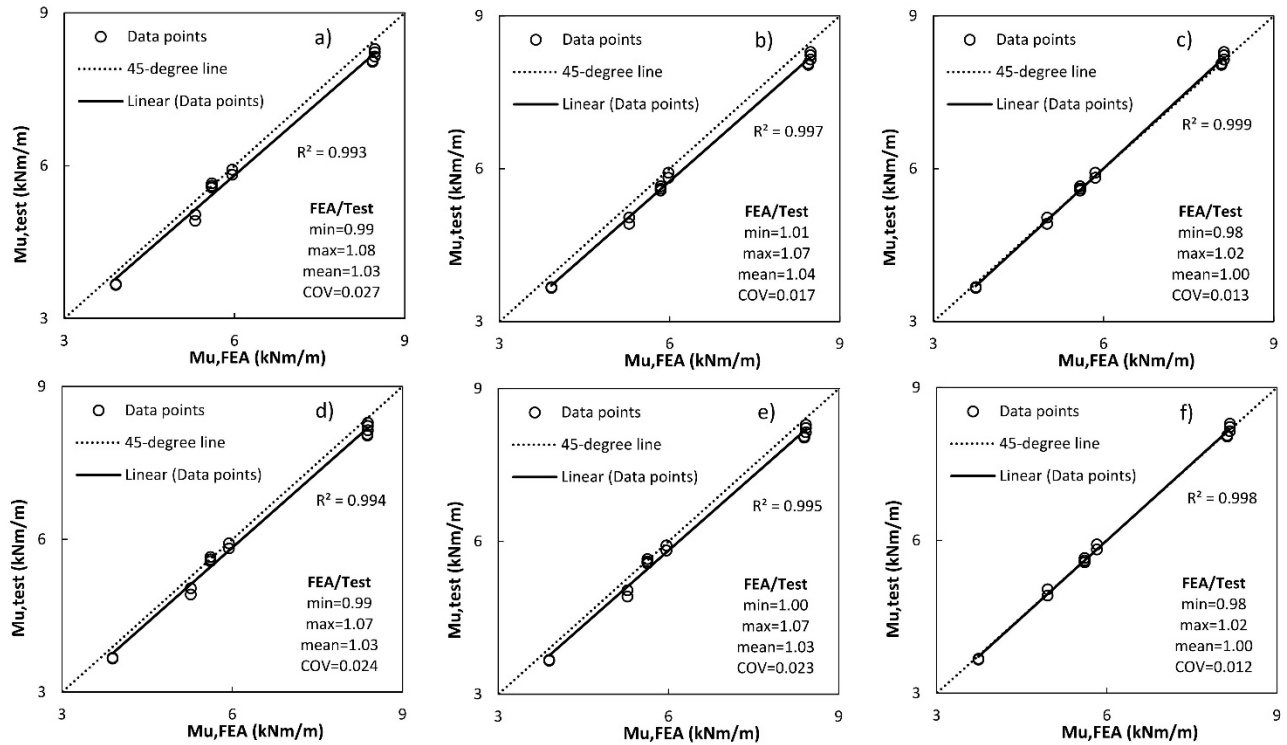 9
Data points
a)
45-degree line
Linear (Data points)
Mu,test (kNm/m)
R² = 0.993
6
FEA/Test
min=0.99
max=1.08
mean=1.03
COV=0.027
3
3
6
9
Mu,FEA (kNm/m)
9
Data points
b)
45-degree line
Linear (Data points)
Mu,test (kNm/m)
R² = 0.997
6
FEA/Test
min=1.01
max=1.07
mean=1.04
COV=0.017
3
3
6
9
Mu,FEA (kNm/m)
9
Data points
c)
45-degree line
Linear (Data points)
Mu,test (kNm/m)
R² = 0.999
6
FEA/Test
min=0.98
max=1.02
mean=1.00
COV=0.013
3
3
6
9
Mu,FEA (kNm/m)
9
Data points
d)
45-degree line
Linear (Data points)
Mu,test (kNm/m)
R² = 0.994
6
FEA/Test
min=0.99
max=1.07
mean=1.03
COV=0.024
3
3
6
9
Mu,FEA (kNm/m)
9
Data points
e)
45-degree line
Linear (Data points)
Mu,test (kNm/m)
R² = 0.995
6
FEA/Test
min=1.00
max=1.07
mean=1.03
COV=0.023
3
3
6
9
Mu,FEA (kNm/m)
9
Data points
f)
45-degree line
Linear (Data points)
Mu,test (kNm/m)
R² = 0.998
6
FEA/Test
min=0.98
max=1.02
mean=1.00
COV=0.012
3
3
6
9
Mu,FEA (kNm/m)